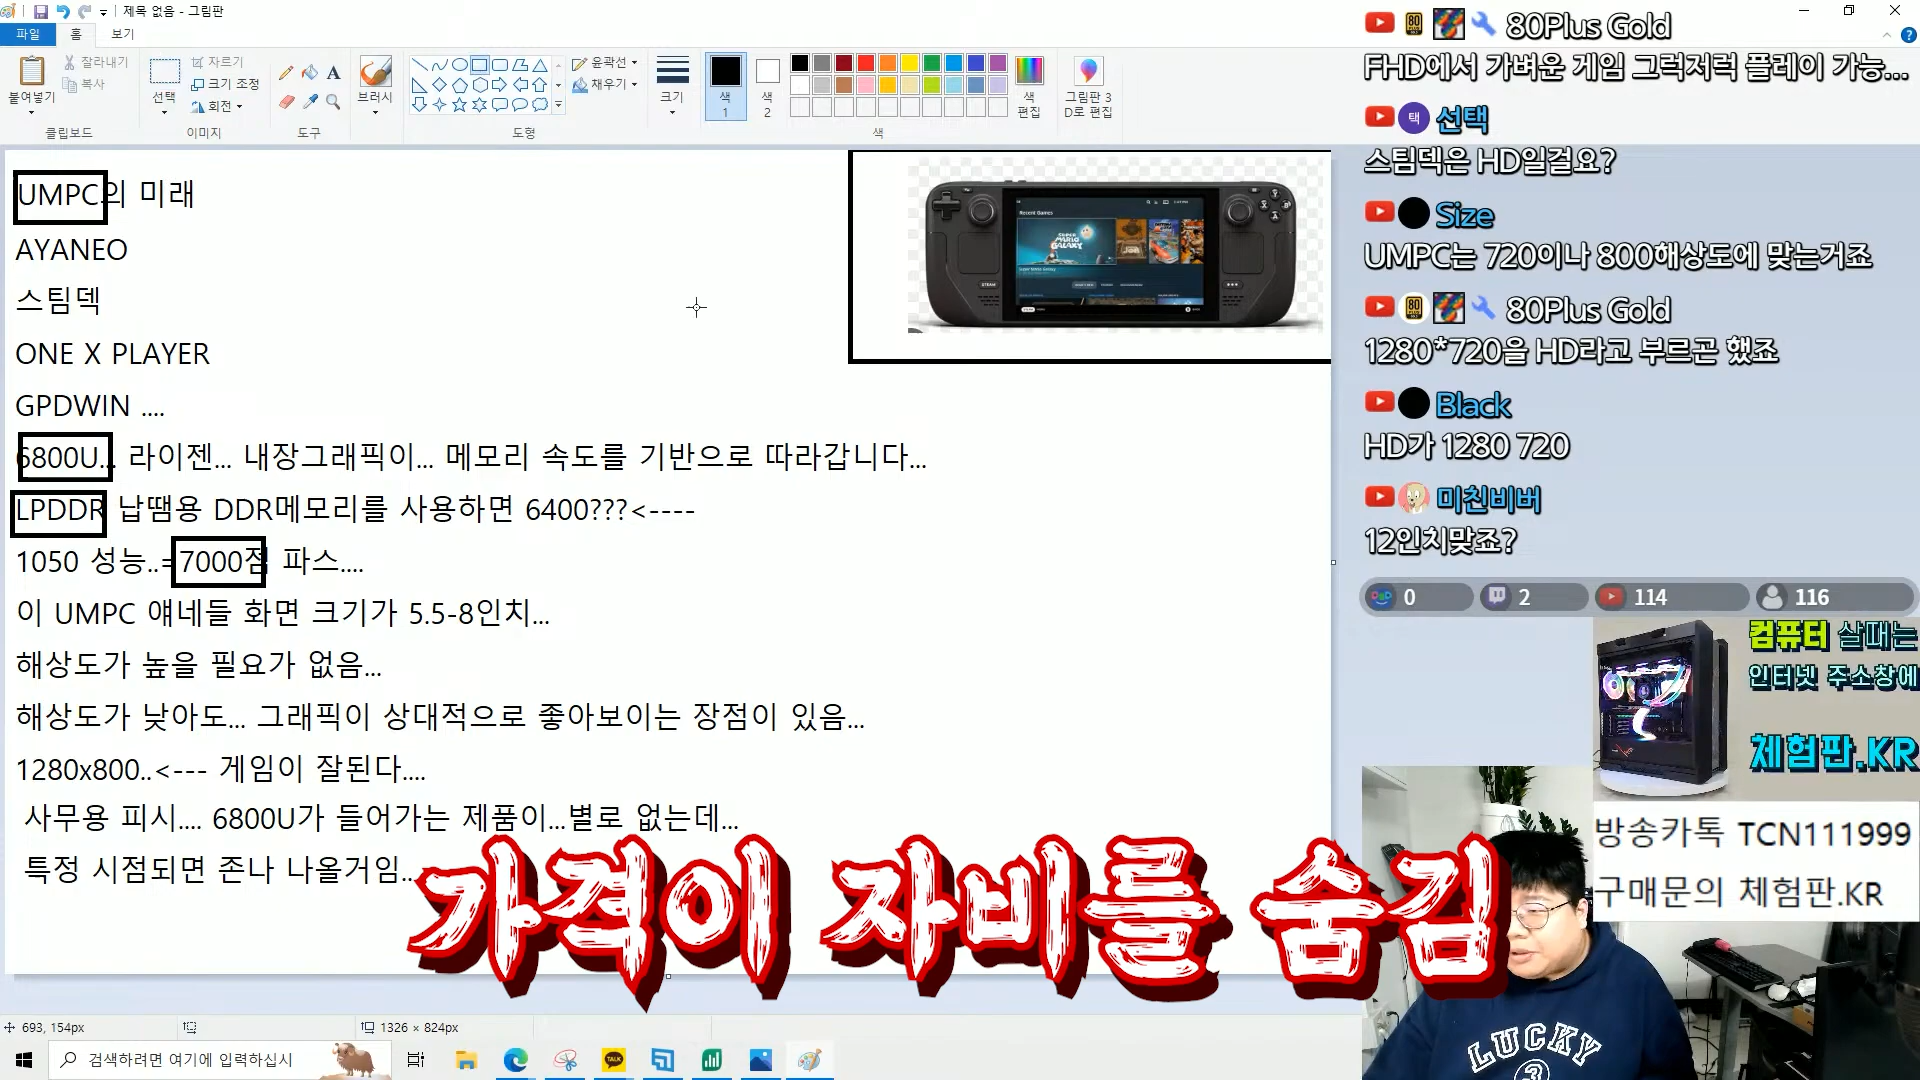 제목 없음 - 그림판
파일
홈
보기
붙여넣기
잘라내기
복사
클립보드
선택
자르기
크기 조정
회전
이미지
A
도구
브러시
윤곽선
채우기
도형
크기
색
1
색
2
색
편집
색
그림판 3
D로 편집
UMPC의 미래
AYANEO
스팀덱
ONE X PLAYER
GPDWIN ....
6800U... 라이젠... 내장그래픽이... 메모리 속도를 기반으로 따라갑니다...
LPDDR 납땜용 DDR메모리를 사용하면 6400???<----
1050 성능..=7000점 파스....
이 UMPC 얘네들 화면 크기가 5.5-8인치...
해상도가 높을 필요가 없음...
해상도가 낮아도... 그래픽이 상대적으로 좋아보이는 장점이 있음...
1280x800..<--- 게임이 잘된다....
사무용 피시.... 6800U가 들어가는 제품이...별로 없는데...
특정 시점되면 존나 나올거임...
Recent Games
SUPER MARIO GALAXY
STEAM
가격이 자비를 숨김
80Plus Gold
FHD에서 가벼운 게임 그럭저럭 플레이 가능...
택 선택
스팀덱은 HD일걸요?
Size
UMPC는 720이나 800해상도에 맞는거죠
80Plus Gold
1280*720을 HD라고 부르곤 했죠
Black
HD가 1280 720
미친비버
12인치맞죠?
0
2
114
116
컴퓨터 살때는
인터넷 주소창에
체험판.KR
방송카톡 TCN111999
구매문의 체험판.KR
LUCKY
3
693, 154px
1326 × 824px
검색하려면 여기에 입력하십시
TALK